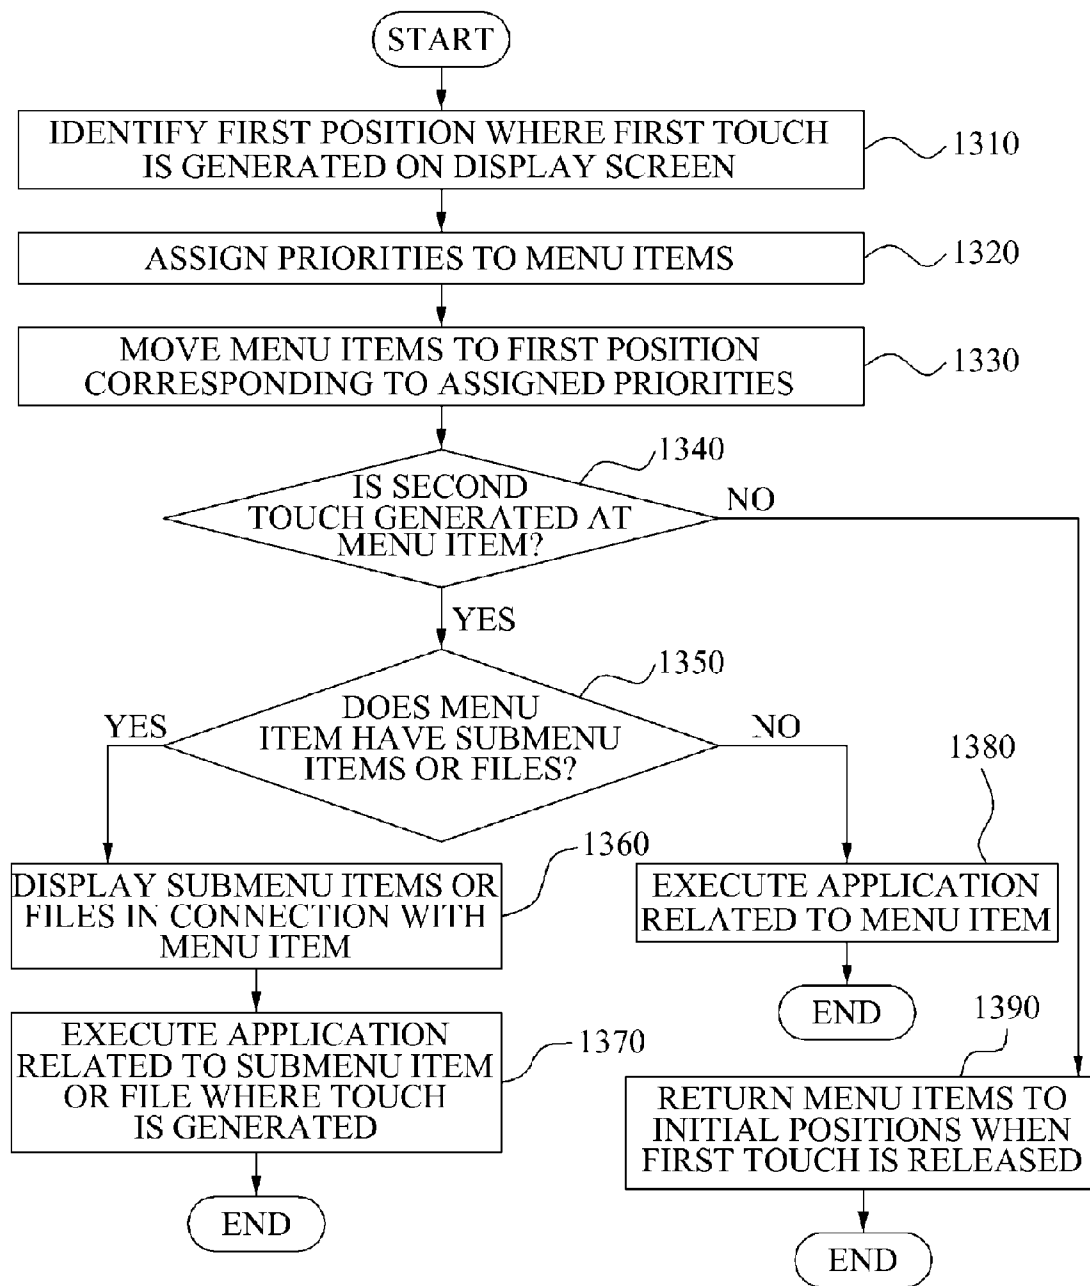 START
IDENTIFY FIRST POSITION WHERE FIRST TOUCH
IS GENERATED ON DISPLAY SCREEN
1310
ASSIGN PRIORITIES TO MENU ITEMS
1320
MOVE MENU ITEMS TO FIRST POSITION
CORRESPONDING TO ASSIGNED PRIORITIES
1330
1340
IS SECOND
TOUCH GENERATED AT
MENU ITEM?
NO
YES
1350
DOES MENU
ITEM HAVE SUBMENU
ITEMS OR FILES?
YES
NO
1360
DISPLAY SUBMENU ITEMS OR
FILES IN CONNECTION WITH
MENU ITEM
1380
EXECUTE APPLICATION
RELATED TO MENU ITEM
END
EXECUTE APPLICATION
RELATED TO SUBMENU ITEM
OR FILE WHERE TOUCH
IS GENERATED
1370
END
1390
RETURN MENU ITEMS TO
INITIAL POSITIONS WHEN
FIRST TOUCH IS RELEASED
END